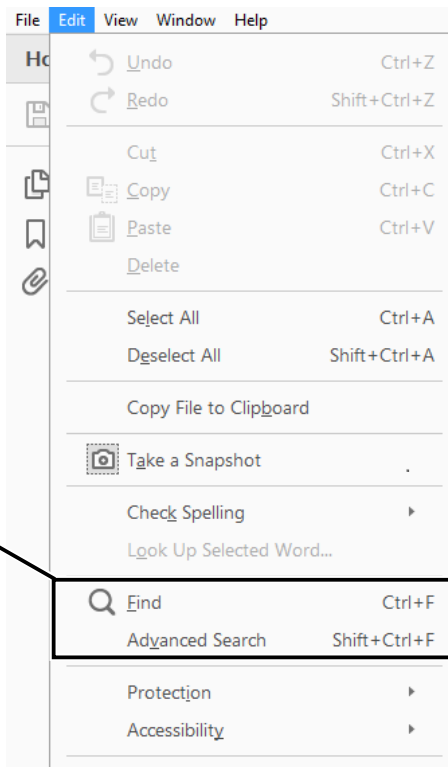 File Edit View Window Help
Hc
Undo Ctrl+Z
Redo Shift+Ctrl+Z
Cut Ctrl+X
Copy Ctrl+C
Paste Ctrl+V
Delete
Select All Ctrl+A
Deselect All Shift+Ctrl+A
Copy File to Clipboard
Take a Snapshot
Check Spelling
Look Up Selected Word...
Find Ctrl+F
Advanced Search Shift+Ctrl+F
Protection
Accessibility